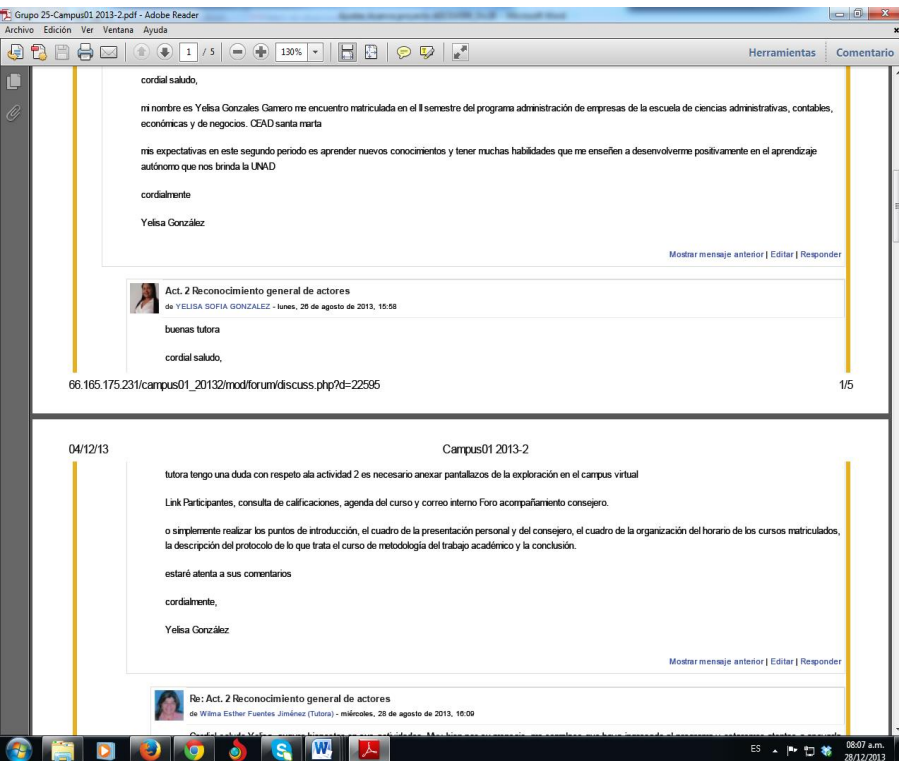 Grupo 25-Campus01 2013-2.pdf - Adobe Reader
Archivo Edición Ver Ventana Ayuda
1 / 5 130% Herramientas Comentario
cordial saludo,
mi nombre es Yelisa Gonzales Gamero me encuentro matriculada en el II semestre del programa administración de empresas de la escuela de ciencias administrativas, contables,
económicas y de negocios. CEAD santa marta
mis expectativas en este segundo periodo es aprender nuevos conocimientos y tener muchas habilidades que me enseñen a desenvolverme positivamente en el aprendizaje
autónomo que nos brinda la UNAD
cordialmente
Yelisa González
Mostrar mensaje anterior | Editar | Responder
Act. 2 Reconocimiento general de actores
de YELISA SOFIA GONZALEZ - lunes, 26 de agosto de 2013, 15:58
buenas tutora
cordial saludo,
66.165.175.231/campus01_20132/mod/forum/discuss.php?d=22595 1/5
04/12/13 Campus01 2013-2
tutora tengo una duda con respeto ala actividad 2 es necesario anexar pantallazos de la exploración en el campus virtual
Link Participantes, consulta de calificaciones, agenda del curso y correo interno Foro acompañamiento consejero.
o simplemente realizar los puntos de introducción, el cuadro de la presentación personal y del consejero, el cuadro de la organización del horario de los cursos matriculados,
la descripción del protocolo de lo que trata el curso de metodología del trabajo académico y la conclusión.
estaré atenta a sus comentarios
cordialmente,
Yelisa González
Mostrar mensaje anterior | Editar | Responder
Re: Act. 2 Reconocimiento general de actores
de Wilma Esther Fuentes Jiménez (Tutora) - miércoles, 28 de agosto de 2013, 16:09
ES 08:07 a.m.
28/12/2013